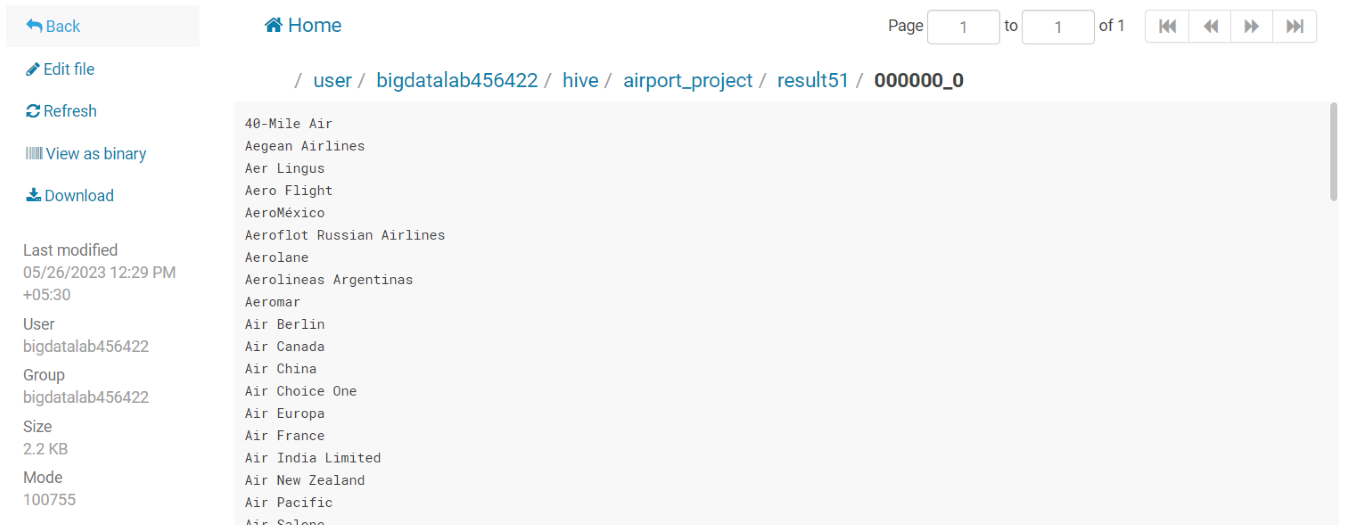 Back
Edit file
Refresh
View as binary
Download
Last modified
05/26/2023 12:29 PM
+05:30
User
bigdatalab456422
Group
bigdatalab456422
Size
2.2 KB
Mode
100755
Home
Page 1 to 1 of 1
/ user / bigdatalab456422 / hive / airport_project / result51 / 000000_0
40-Mile Air
Aegean Airlines
Aer Lingus
Aero Flight
AeroMéxico
Aeroflot Russian Airlines
Aerolane
Aerolineas Argentinas
Aeromar
Air Berlin
Air Canada
Air China
Air Choice One
Air Europa
Air France
Air India Limited
Air New Zealand
Air Pacific
Air Salone